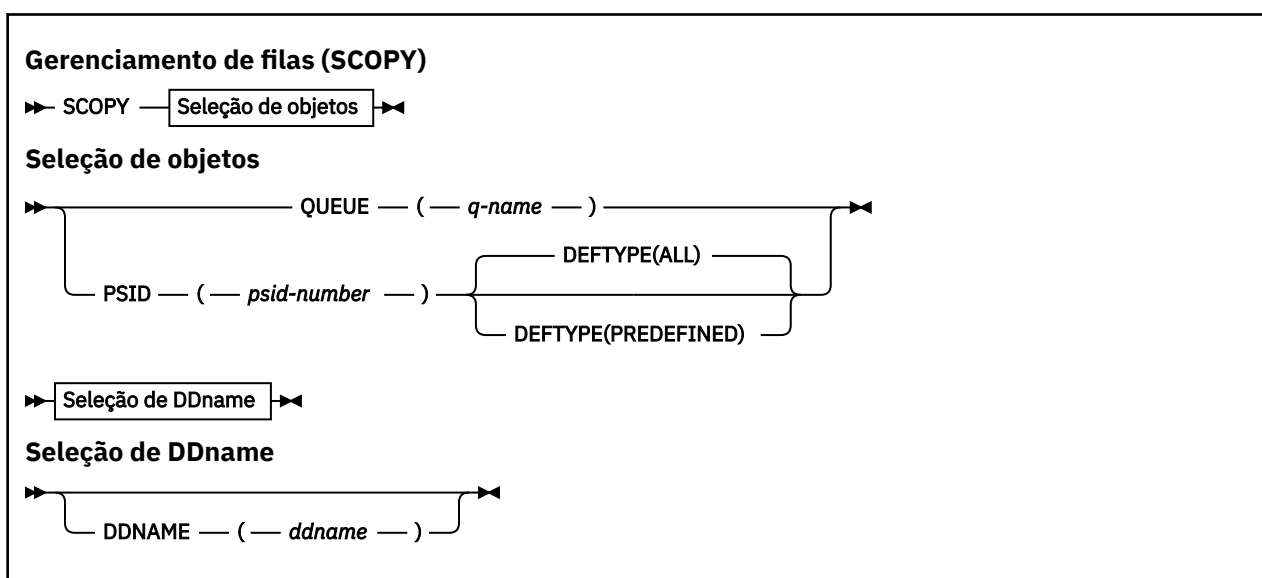 Gerenciamento de filas (SCOPY)
SCOPY Seleção de objetos
Seleção de objetos
QUEUE ( q-name )
DEFTYPE(ALL)
PSID ( psid-number )
DEFTYPE(PREDEFINED)
Seleção de DDname
Seleção de DDname
DDNAME ( ddname )